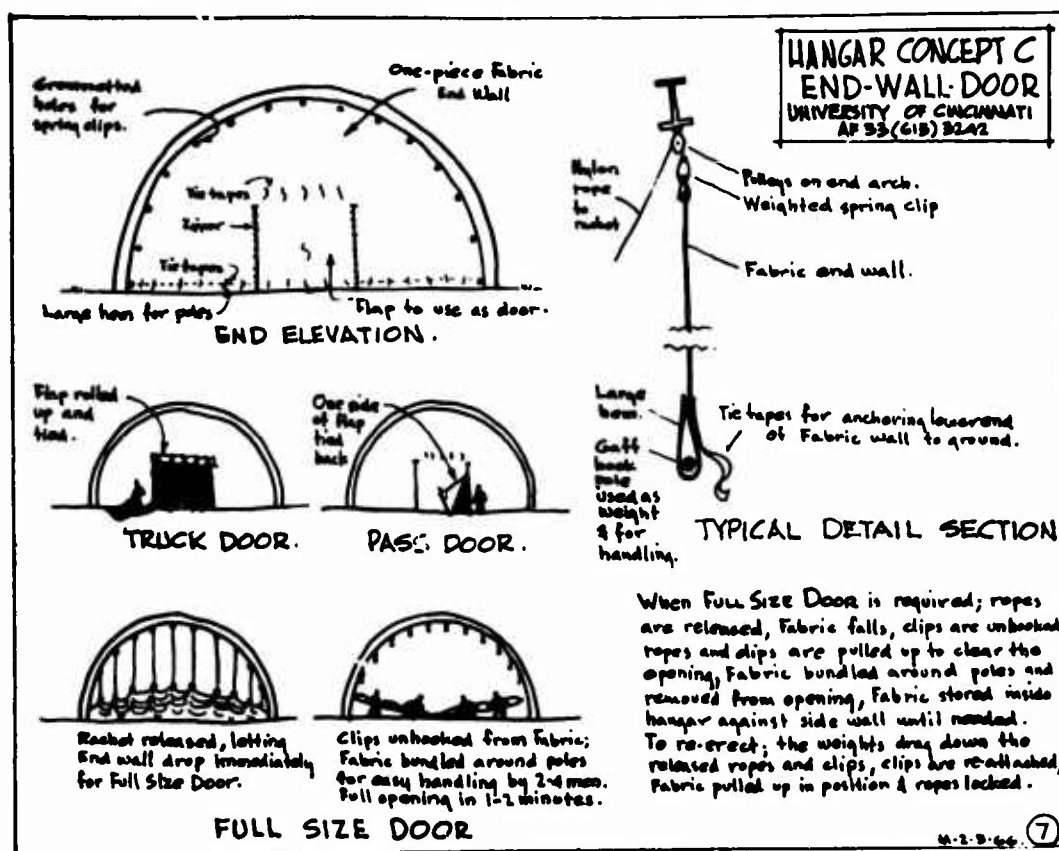 HANGAR CONCEPT C
END-WALL-DOOR
UNIVERSITY OF CINCINNATI
AF 33(615) 3242
Grommetted
holes for
spring clips.
One-piece Fabric
End Wall
Tie tapes
Zipper
Tie tapes
Large hem for poles
Flap to use as door.
END ELEVATION.
Nylon
rope
to
rachet
Pulleys on end arch.
Weighted spring clip
Fabric end wall.
Large
hem.
Gaff
hook
pole
used as
weight
& for
handling.
Tie tapes for anchoring lower end
of Fabric wall to ground.
TYPICAL DETAIL SECTION
Flap rolled
up and
tied.
TRUCK DOOR.
One side
of flap
tied
back
PASS DOOR.
Rachet released, letting
End wall drop immediately
for Full Size Door.
Clips unhooked from Fabric;
Fabric bundled around poles
for easy handling by 2-4 men.
Full opening in 1-2 minutes.
FULL SIZE DOOR
When FULL SIZE DOOR is required; ropes
are released, Fabric falls, clips are unhooked
ropes and clips are pulled up to clear the
opening, Fabric bundled around poles and
removed from opening, Fabric stored inside
hangar against side wall until needed.
To re-erect; the weights drag down the
released ropes and clips, clips are re-attached,
Fabric pulled up in position & ropes locked.
7